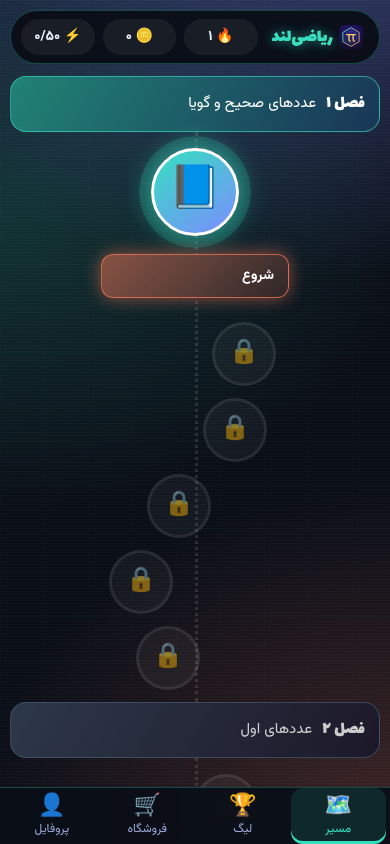 ریاضی‌لند
۱
۰
۰/۵۰
فصل ۱ عددهای صحیح و گویا
شروع
فصل ۲ عددهای اول
مسیر
لیگ
فروشگاه
پروفایل